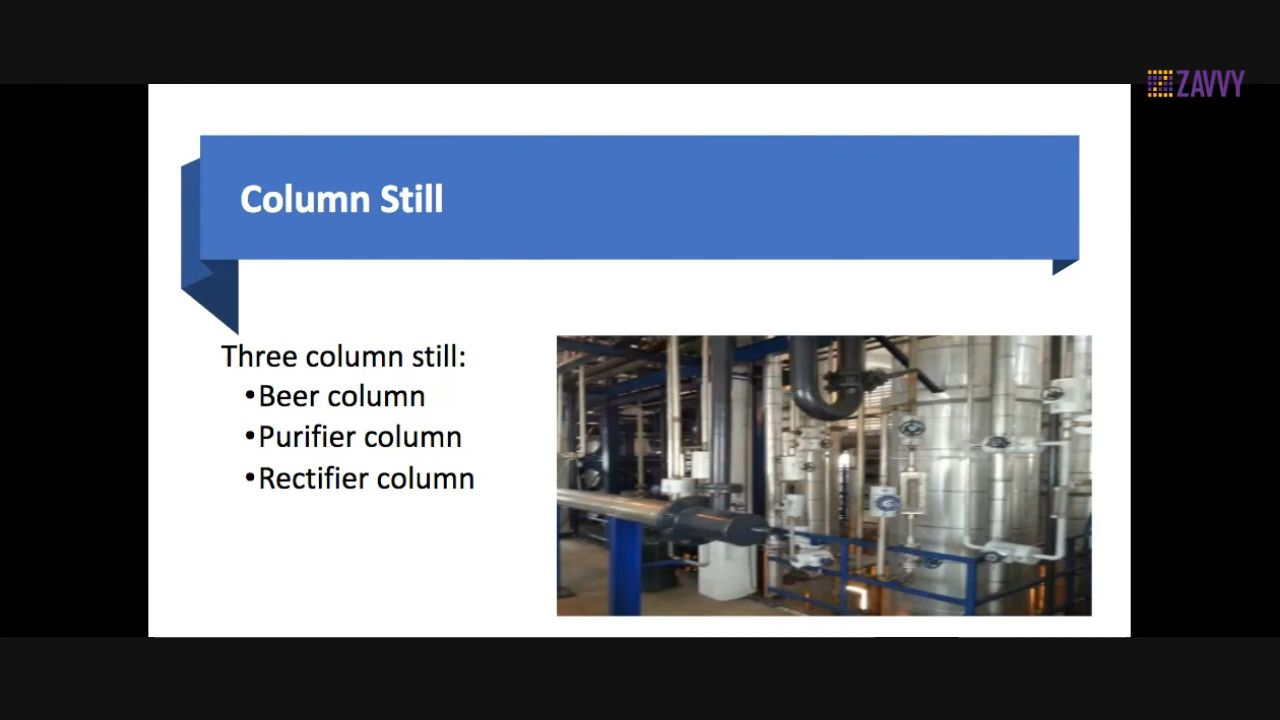 ZAVVY
Column Still
Three column still:
•Beer column
•Purifier column
•Rectifier column